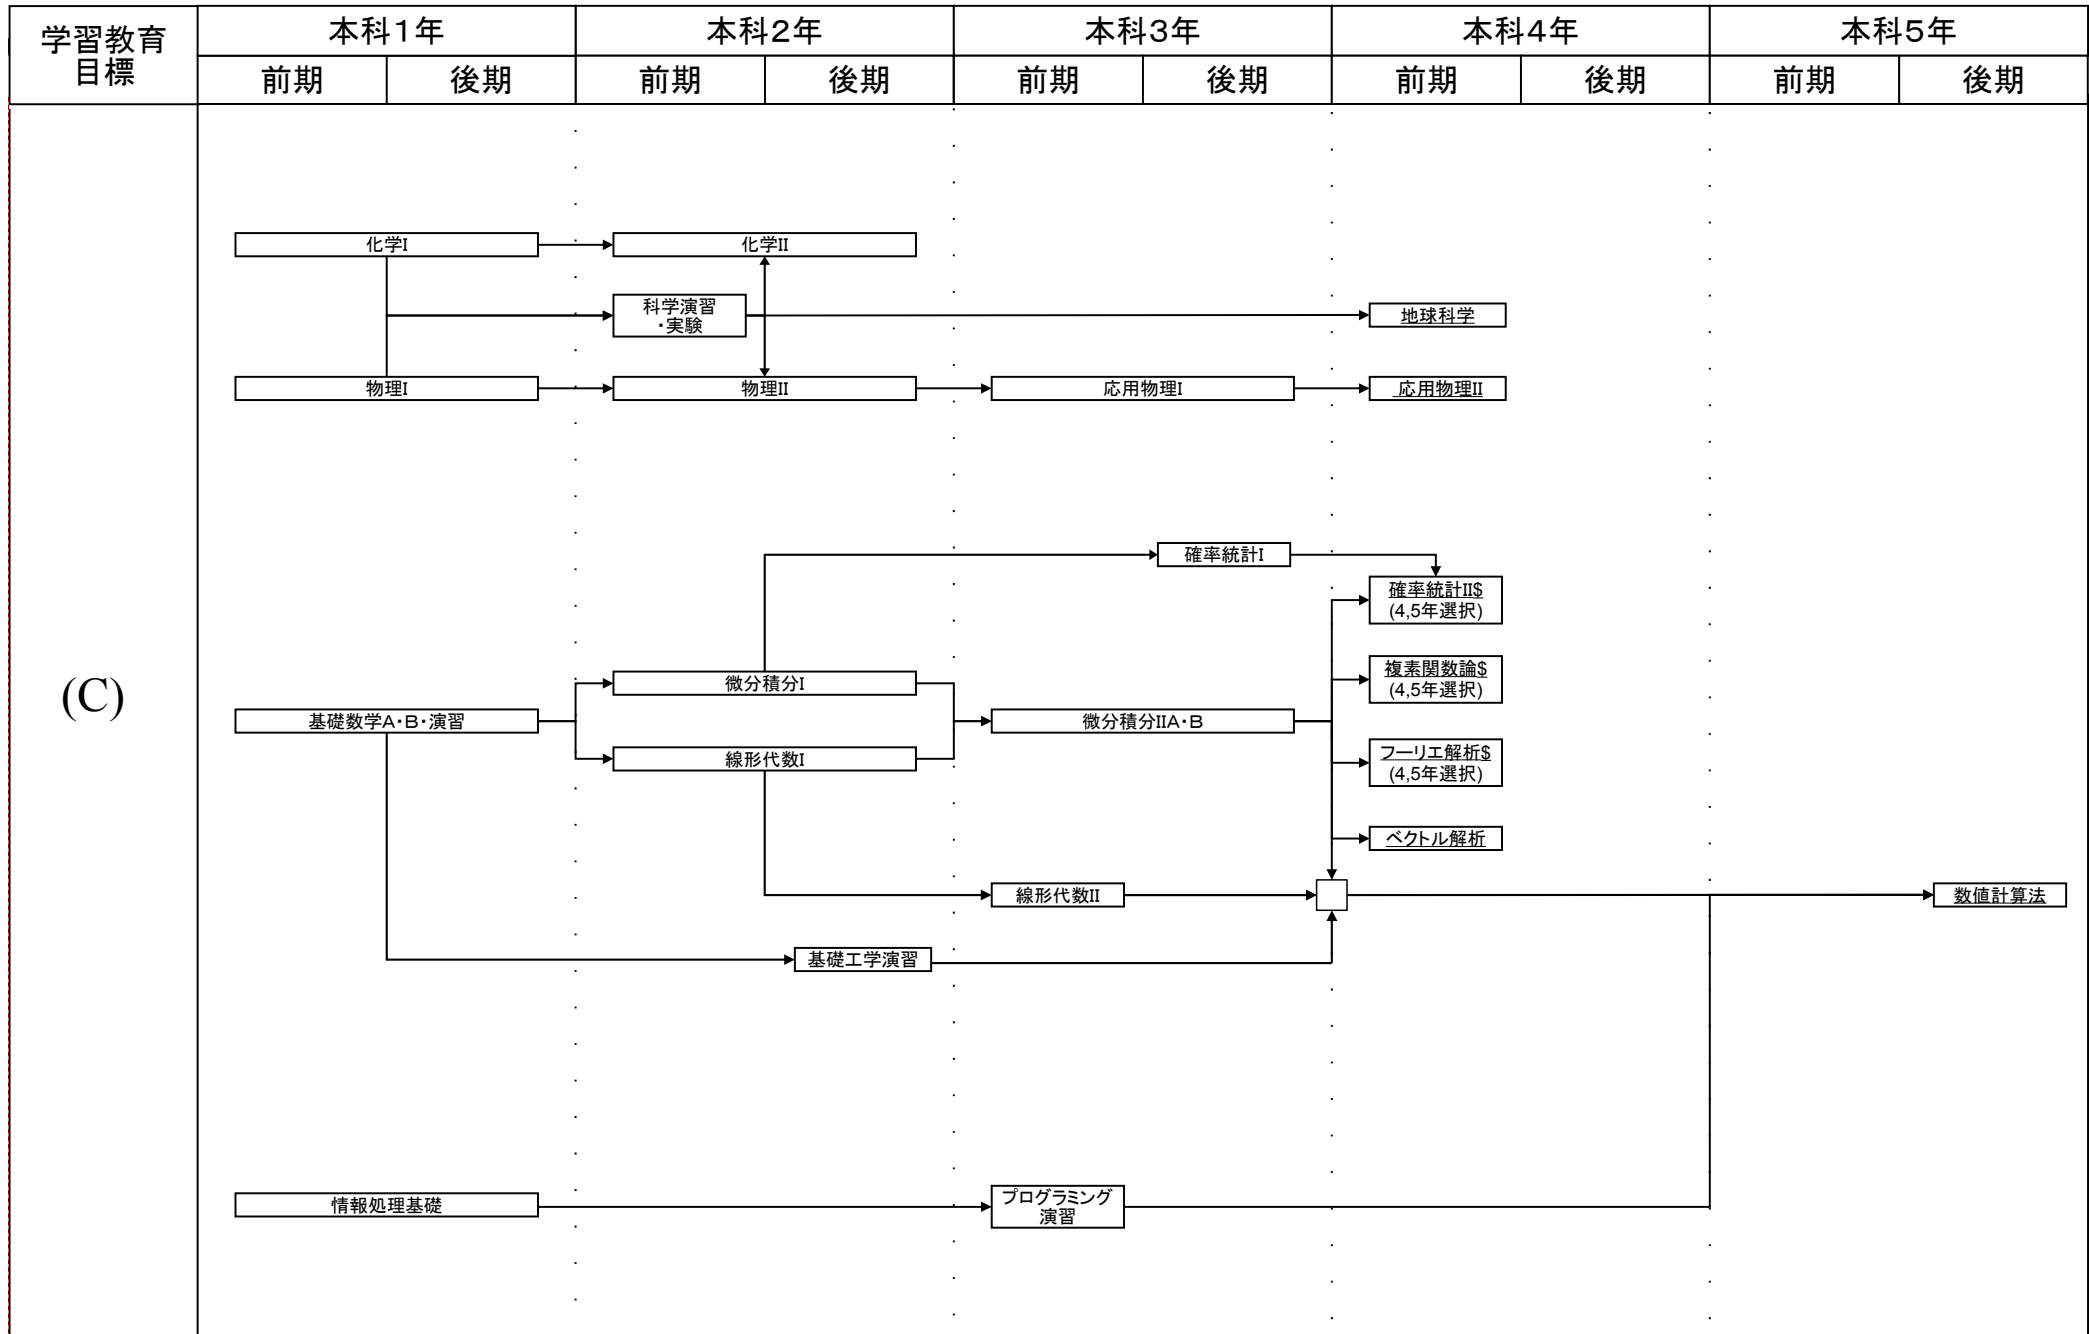 学習教育
目標
本科1年
本科2年
本科3年
本科4年
本科5年
前期
後期
前期
後期
前期
後期
前期
後期
前期
後期
(C)
化学I
化学II
科学演習
・実験
地球科学
物理I
物理II
応用物理I
応用物理II
確率統計I
確率統計II$
(4,5年選択)
複素関数論$
(4,5年選択)
微分積分I
基礎数学A・B・演習
微分積分IIA・B
線形代数I
フーリエ解析$
(4,5年選択)
ベクトル解析
線形代数II
数値計算法
基礎工学演習
情報処理基礎
プログラミング
演習